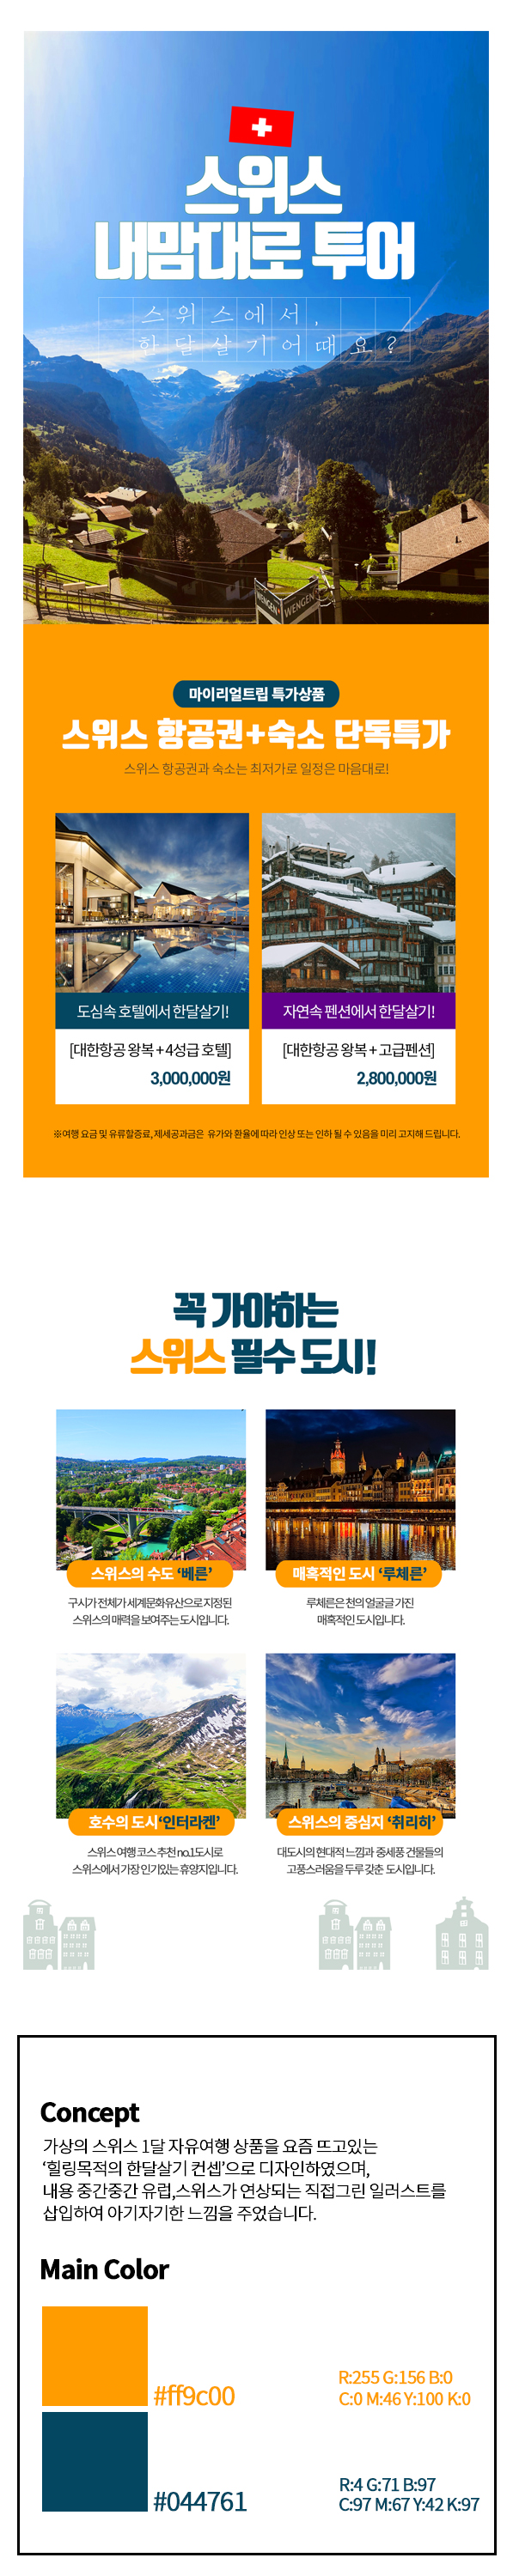 스위스
내맘대로 투어
스위스에서,
한달살기어때요?
WENGEN WENGEN
마이리얼트립 특가상품
스위스 항공권+숙소 단독특가
스위스 항공권과 숙소는 최저가로 일정은 마음대로!
도심속 호텔에서 한달살기!
자연속 펜션에서 한달살기!
[대한항공 왕복+4성급 호텔]
[대한항공 왕복 + 고급펜션]
3,000,000원
2,800,000원
※여행 요금 및 유류할증료, 제세공과금은 유가와 환율에 따라 인상 또는 인하 될 수 있음을 미리 고지해 드립니다.
꼭 가야하는
스위스 필수 도시!
스위스의 수도 ‘베른’
매혹적인 도시 ‘루체른’
구시가 전체가 세계문화유산으로 지정된
스위스의 매력을 보여주는 도시입니다.
루체른은 천의 얼굴글 가진
매혹적인 도시입니다.
호수의 도시‘인터라켄’
스위스의 중심지 ‘취리히’
스위스 여행 코스 추천 no.1도시로
스위스에서 가장 인기있는 휴양지입니다.
대도시의 현대적 느낌과 중세풍 건물들의
고풍스러움을 두루 갖춘 도시입니다.
Concept
가상의 스위스 1달 자유여행 상품을 요즘 뜨고있는
‘힐링목적의 한달살기 컨셉’으로 디자인하였으며,
내용 중간중간 유럽,스위스가 연상되는 직접그린 일러스트를
삽입하여 아기자기한 느낌을 주었습니다.
Main Color
#ff9c00
R:255 G:156 B:0
C:0 M:46 Y:100 K:0
#044761
R:4 G:71 B:97
C:97 M:67 Y:42 K:97